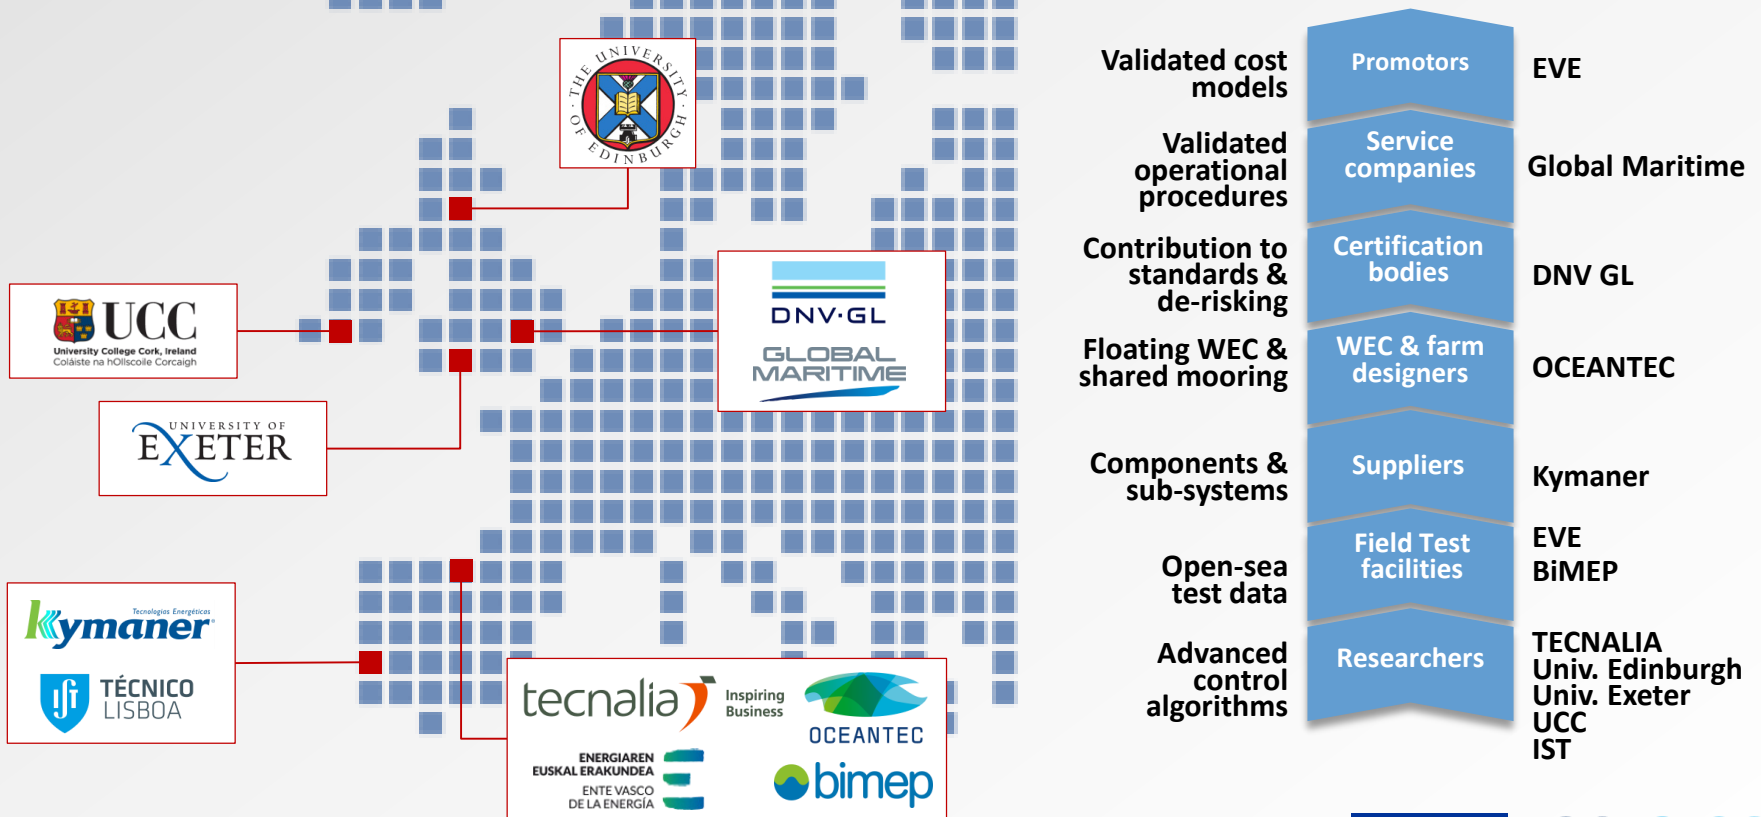 THE UNIVERSITY OF EDINBURGH
UCC
University College Cork, Ireland
Coláiste na hOllscoile Corcaigh
UNIVERSITY OF
EXETER
DNV·GL
GLOBAL
MARITIME
Tecnologias Energéticas
Kymaner
TÉCNICO
LISBOA
tecnalia
Inspiring
Business
OCEANTEC
ENERGIAREN
EUSKAL ERAKUNDEA
ENTE VASCO
DE LA ENERGÍA
bimep
Validated cost
models
Promotors
EVE
Validated
operational
procedures
Service
companies
Global Maritime
Contribution to
standards &
de-risking
Certification
bodies
DNV GL
Floating WEC &
shared mooring
WEC & farm
designers
OCEANTEC
Components &
sub-systems
Suppliers
Kymaner
Open-sea
test data
Field Test
facilities
EVE
BiMEP
Advanced
control
algorithms
Researchers
TECNALIA
Univ. Edinburgh
Univ. Exeter
UCC
IST